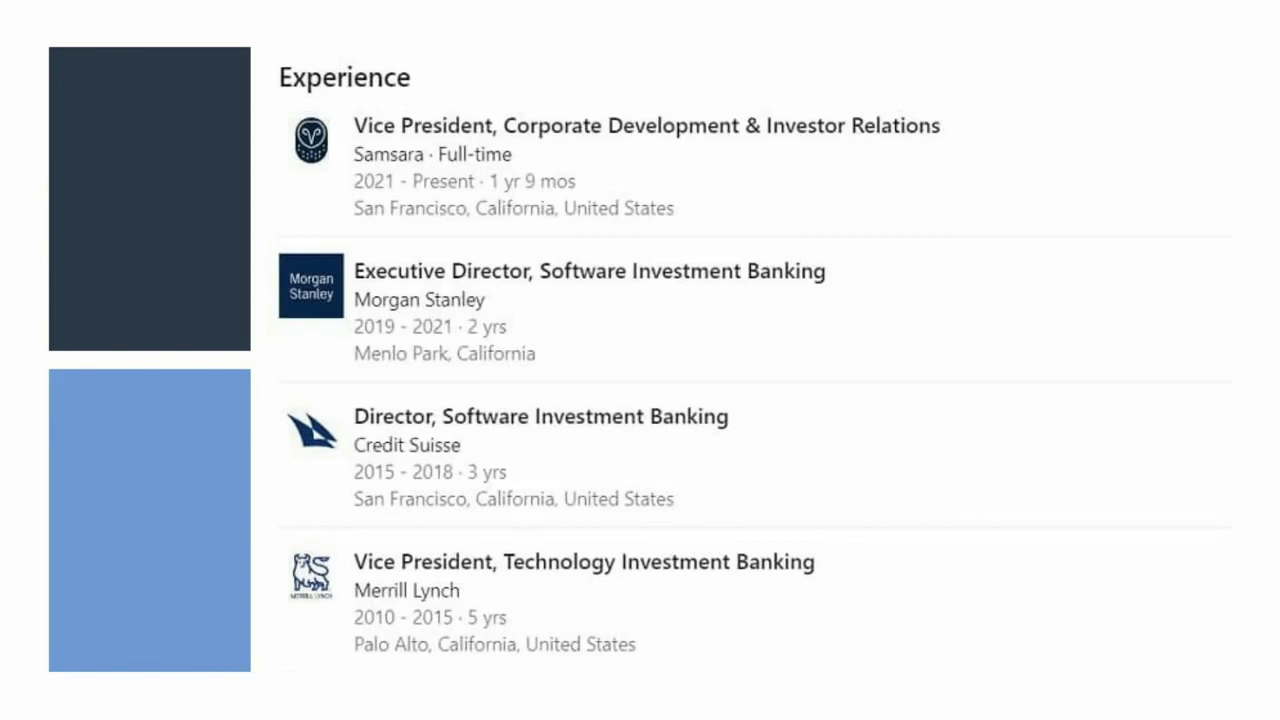 Experience
Vice President, Corporate Development & Investor Relations
Samsara · Full-time
2021 - Present · 1 yr 9 mos
San Francisco, California, United States
Morgan
Stanley
Executive Director, Software Investment Banking
Morgan Stanley
2019 - 2021 · 2 yrs
Menlo Park, California
Director, Software Investment Banking
Credit Suisse
2015 - 2018 · 3 yrs
San Francisco, California, United States
MERRILL LYNCH
Vice President, Technology Investment Banking
Merrill Lynch
2010 - 2015 · 5 yrs
Palo Alto, California, United States